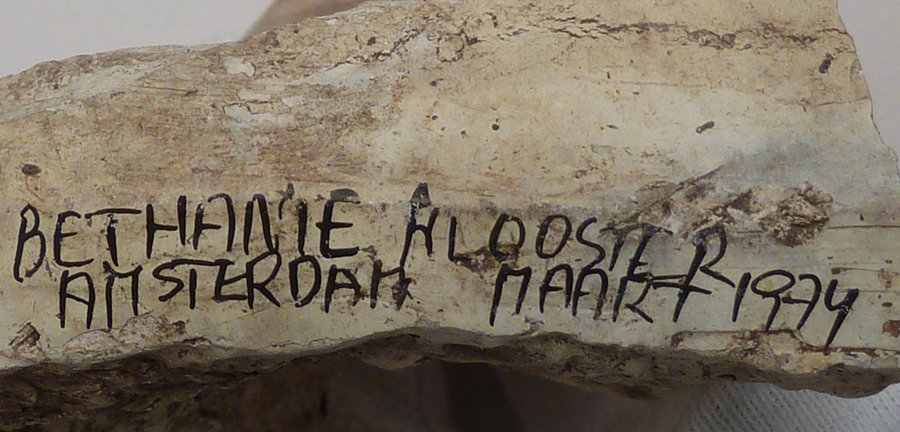 BETHANIE KLOOSTER
AMSTERDAM MAART 1974